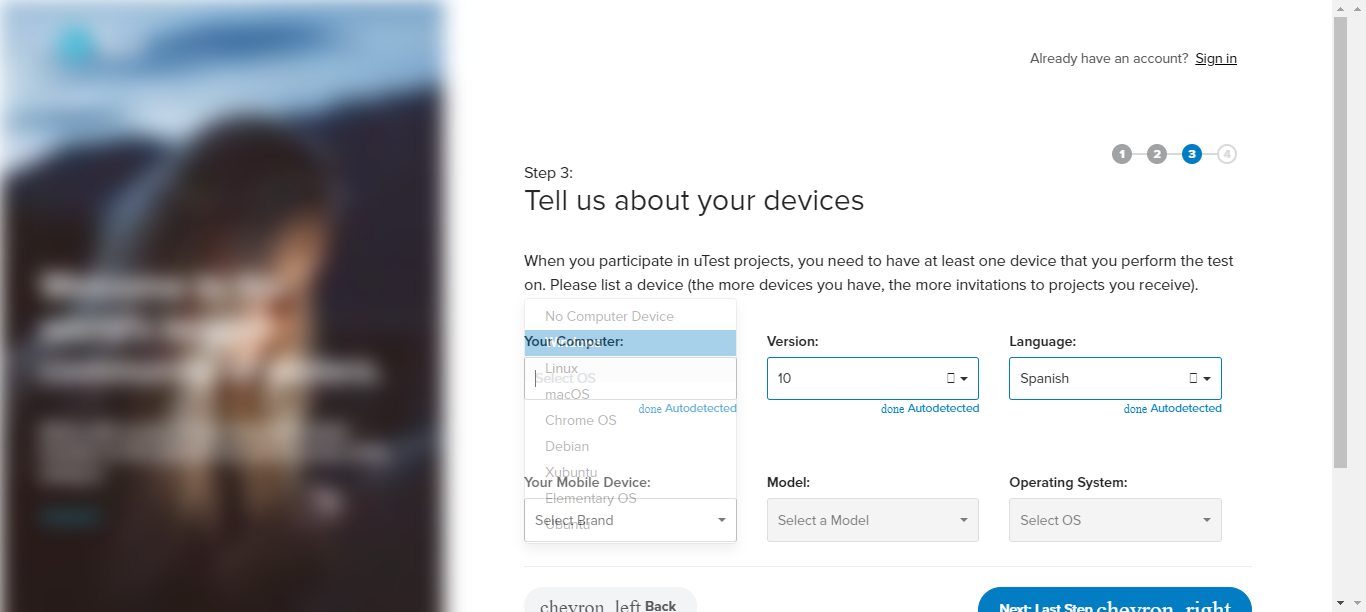 Already have an account? Sign in
1 2 3 4
Step 3:
Tell us about your devices
When you participate in uTest projects, you need to have at least one device that you perform the test
on. Please list a device (the more devices you have, the more invitations to projects you receive).
No Computer Device
Your Computer:
Version:
Language:
Linux
Select OS
10
Spanish
macOS
done Autodetected
done Autodetected
done Autodetected
Chrome OS
Debian
Xubuntu
Your Mobile Device:
Model:
Operating System:
Elementary OS
Select Brand
Ubuntu
Select a Model
Select OS
chevron_left Back
Next: Last Step chevron_right